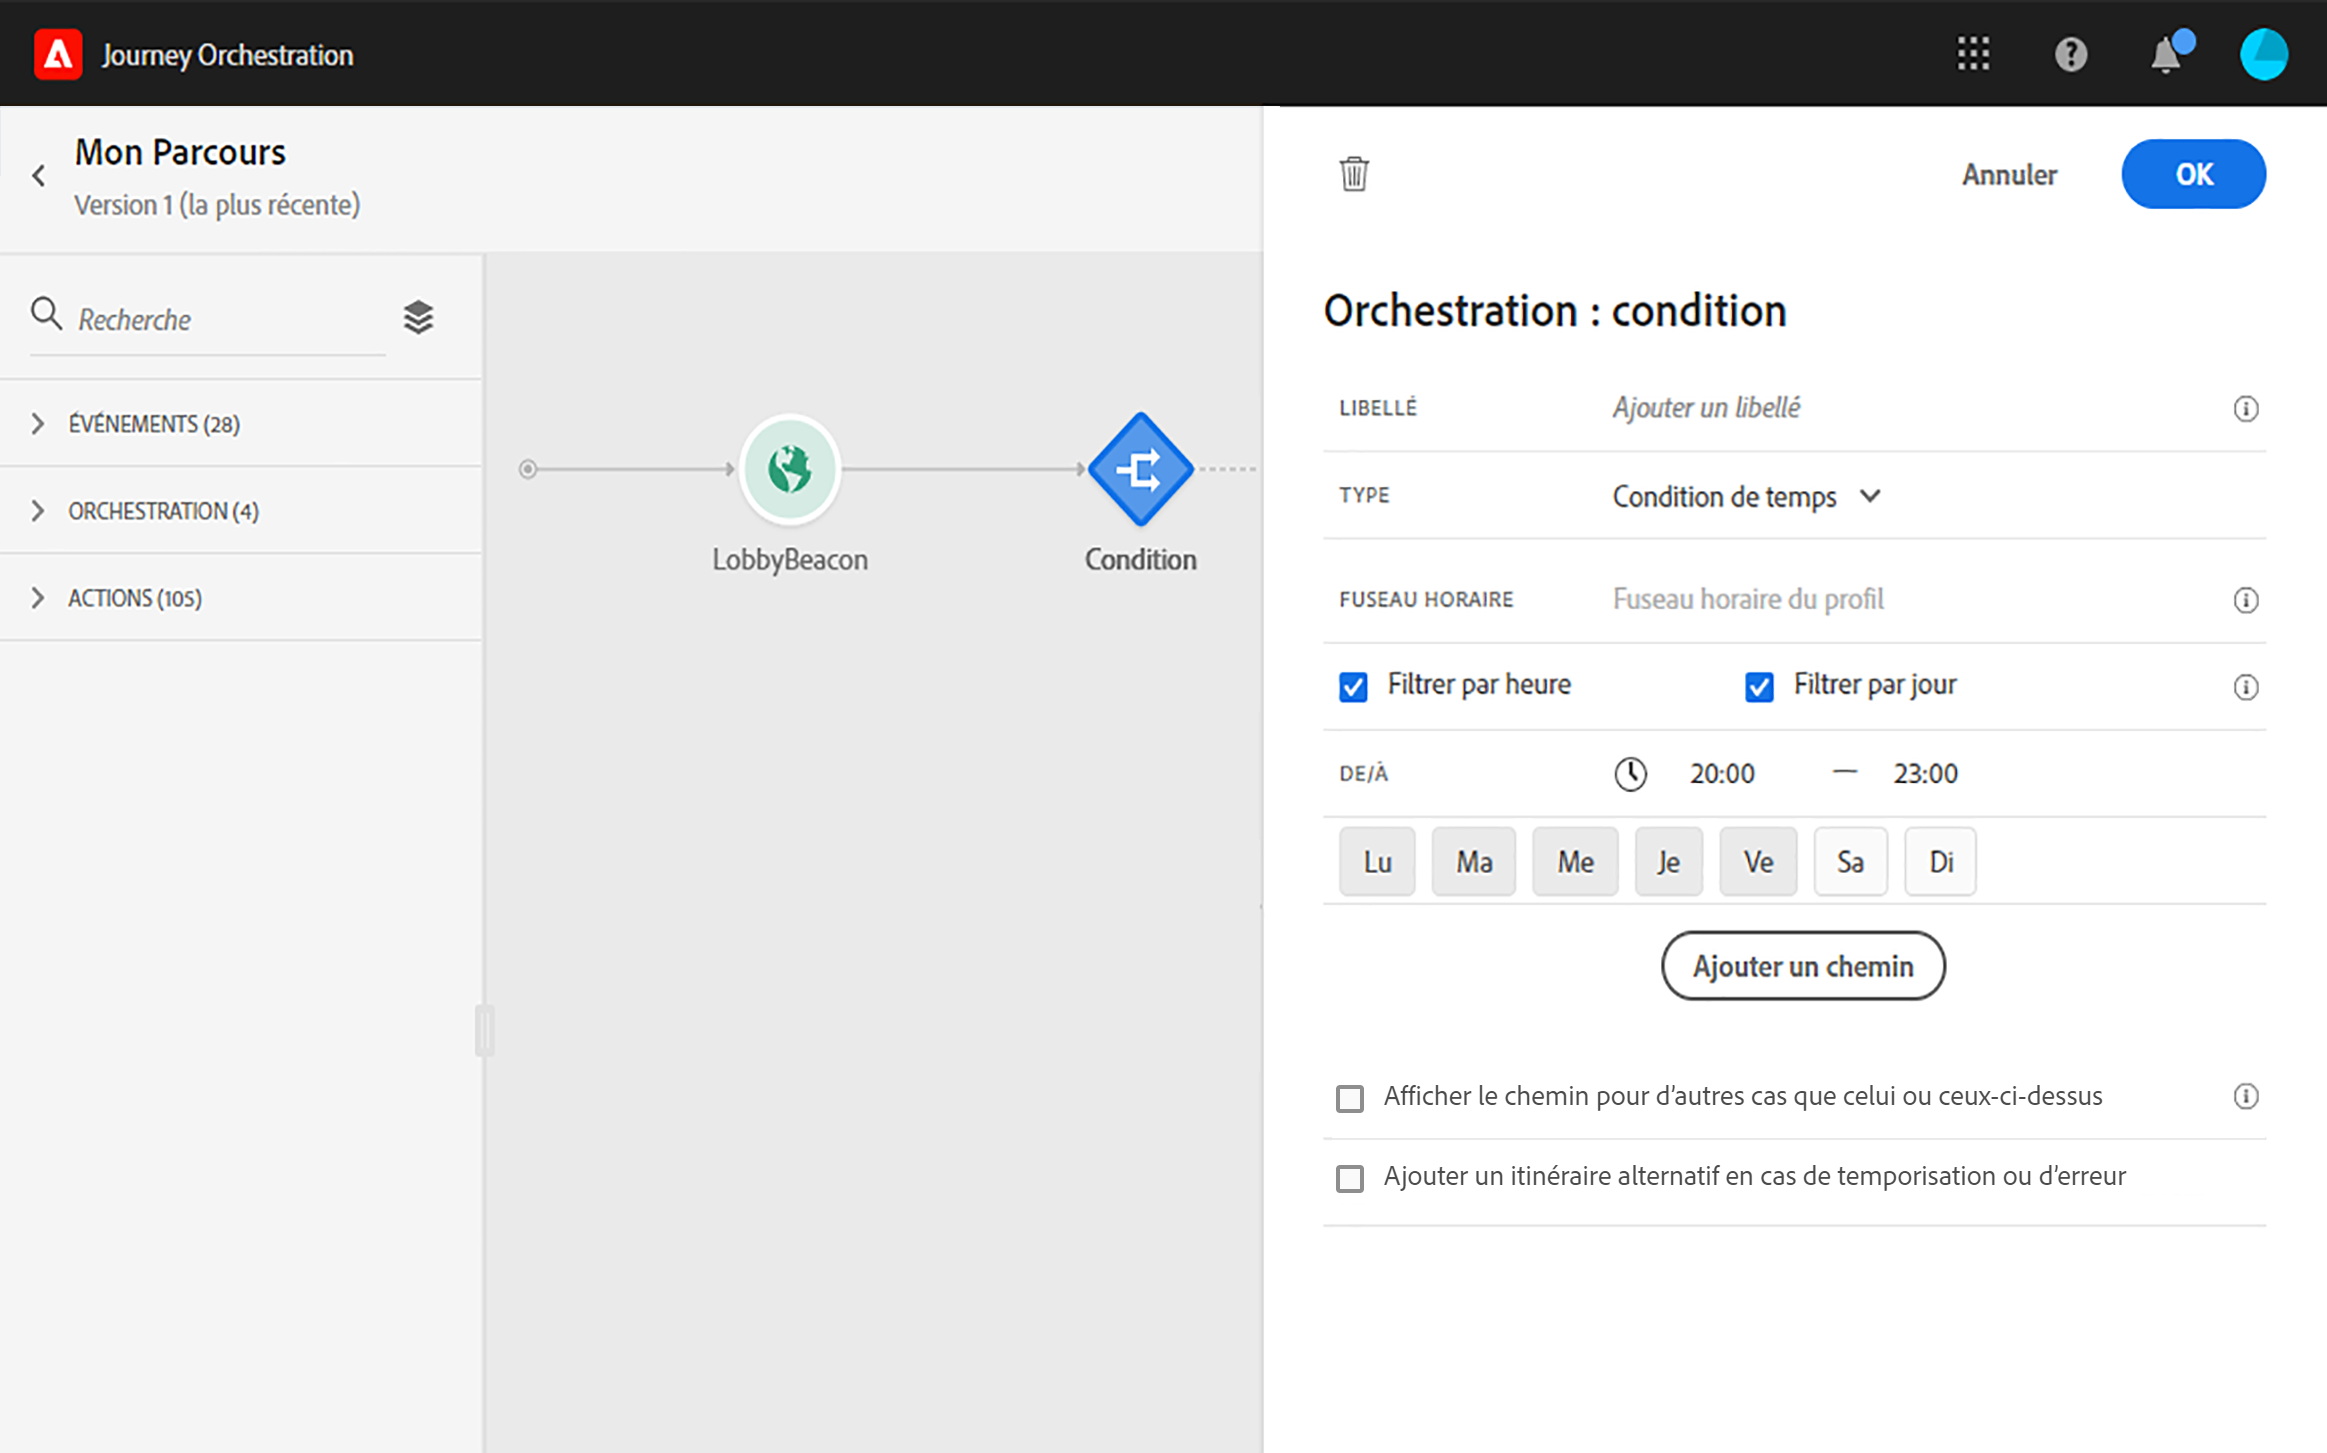 Journey Orchestration
Mon Parcours
Version 1 (la plus récente)
Recherche
ÉVÉNEMENTS (28)
ORCHESTRATION (4)
ACTIONS (105)
LobbyBeacon
Condition
Annuler
OK
Orchestration : condition
LIBELLÉ
Ajouter un libellé
TYPE
Condition de temps
FUSEAU HORAIRE
Fuseau horaire du profil
Filtrer par heure
Filtrer par jour
DE/À
20:00 — 23:00
Lu Ma Me Je Ve Sa Di
Ajouter un chemin
Afficher le chemin pour d’autres cas que celui ou ceux-ci-dessus
Ajouter un itinéraire alternatif en cas de temporisation ou d’erreur